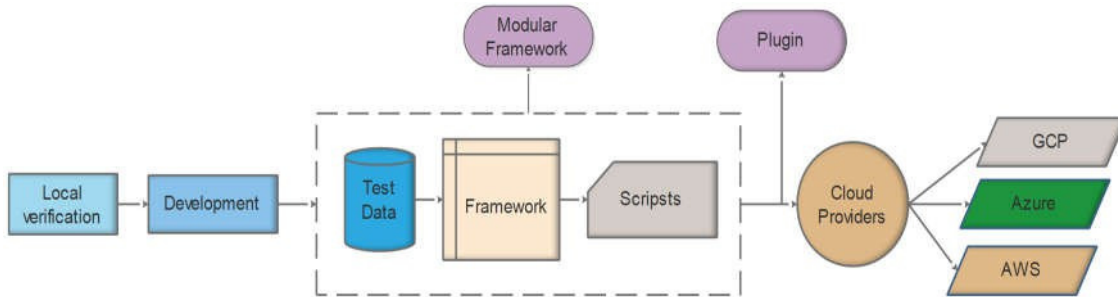 Modular
Framework
Plugin
Local
verification
Development
Test
Data
Framework
Scripsts
Cloud
Providers
GCP
Azure
AWS